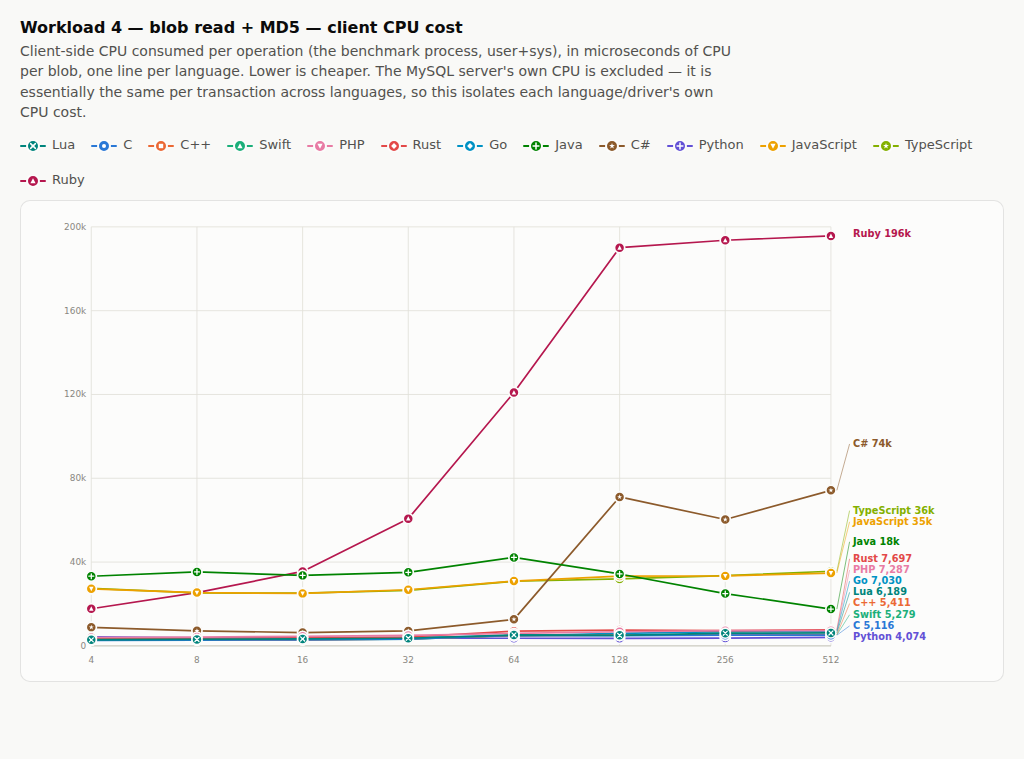 Workload 4 — blob read + MD5 — client CPU cost
Client-side CPU consumed per operation (the benchmark process, user+sys), in microseconds of CPU
per blob, one line per language. Lower is cheaper. The MySQL server's own CPU is excluded — it is
essentially the same per transaction across languages, so this isolates each language/driver's own
CPU cost.
Lua C C++ Swift PHP Rust Go Java C# Python JavaScript TypeScript
Ruby
200k
160k
120k
80k
40k
0
4 8 16 32 64 128 256 512
Ruby 196k
C# 74k
TypeScript 36k
JavaScript 35k
Java 18k
Rust 7,697
PHP 7,287
Go 7,030
Lua 6,189
C++ 5,411
Swift 5,279
C 5,116
Python 4,074